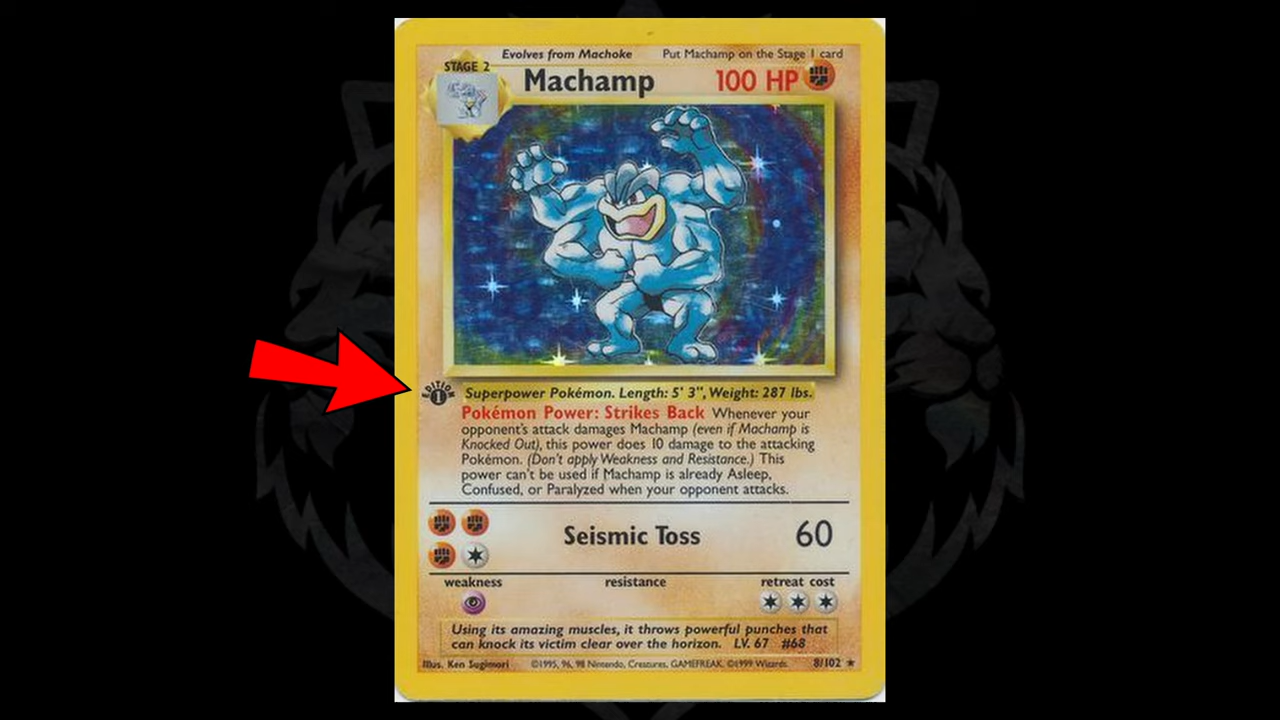 Evolves from Machoke Put Machamp on the Stage 1 card
STAGE 2
Machamp 100 HP
EDITION 1
Superpower Pokémon. Length: 5' 3", Weight: 287 lbs.
Pokémon Power: Strikes Back Whenever your
opponent's attack damages Machamp (even if Machamp is
Knocked Out), this power does 10 damage to the attacking
Pokémon. (Don't apply Weakness and Resistance.) This
power can't be used if Machamp is already Asleep,
Confused, or Paralyzed when your opponent attacks.
Seismic Toss 60
weakness resistance retreat cost
Using its amazing muscles, it throws powerful punches that
can knock its victim clear over the horizon. LV. 67 #68
Illus. Ken Sugimori ©1995, 96, 98 Nintendo, Creatures, GAMEFREAK. ©1999 Wizards. 8/102 ★